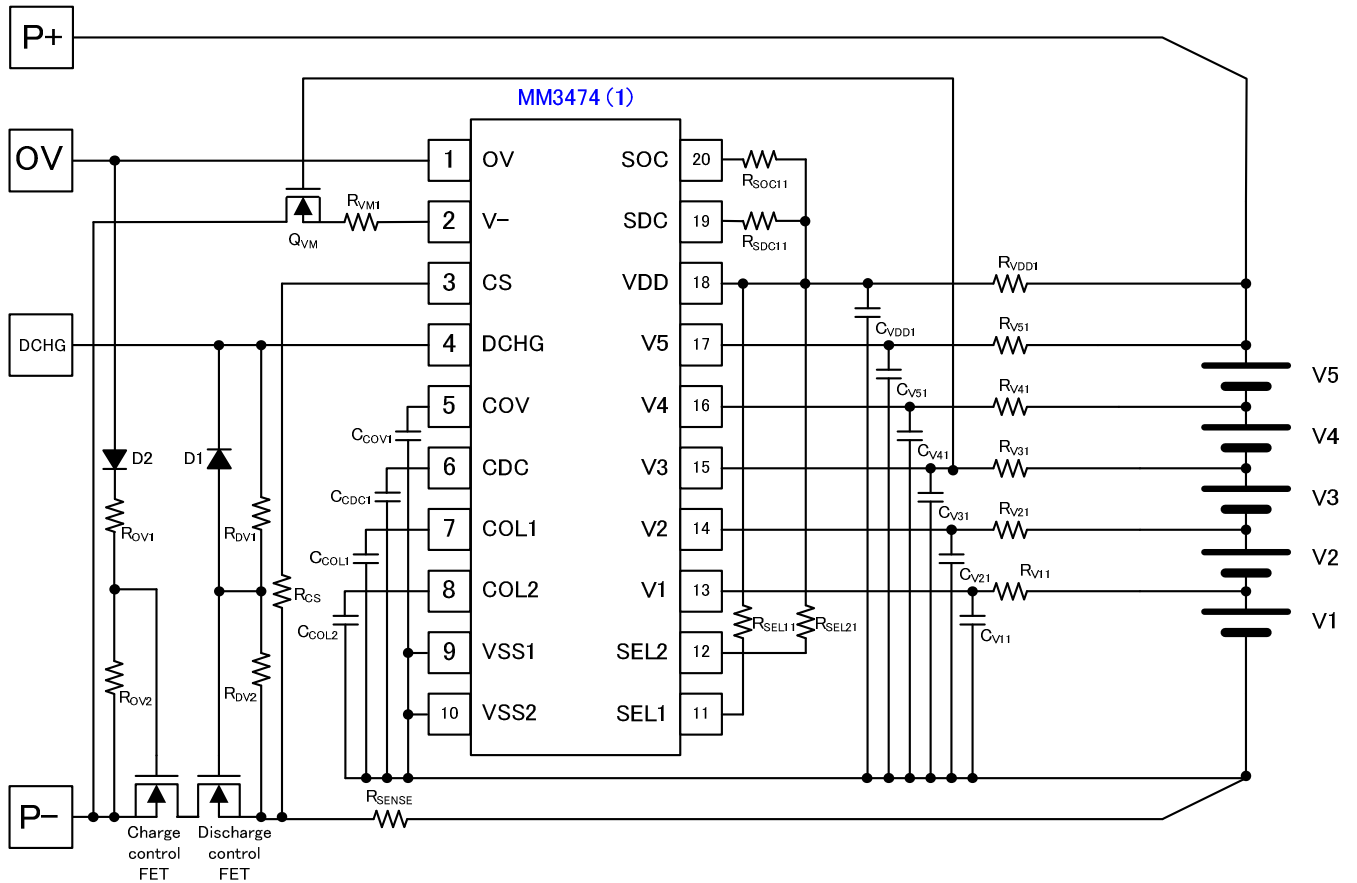 P+
MM3474 (1)
OV
1 OV
SOC 20
RSOC11
RVM1
QVM
2 V-
SDC 19
RSDC11
3 CS
VDD 18
RVDD1
CVDD1
DCHG
4 DCHG
V5 17
RV51
CV51
V5
5 COV
V4 16
RV41
CCOV1
CV41
V4
D2
D1
6 CDC
V3 15
RV31
CCDC1
CV31
V3
ROV1
RDV1
7 COL1
V2 14
RV21
CCOL1
CV21
V2
RCS
8 COL2
V1 13
RV11
CCOL2
RSEL11
RSEL21
CV11
V1
9 VSS1
SEL2 12
ROV2
RDV2
10 VSS2
SEL1 11
P-
RSENSE
Charge
control
FET
Discharge
control
FET